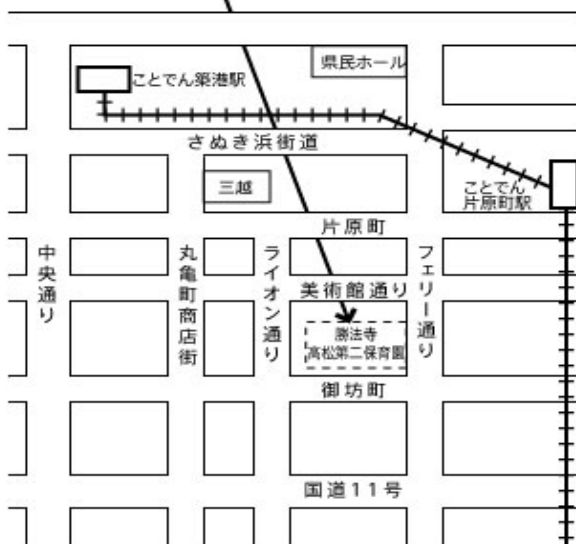 県民ホール
ことでん築港駅
さぬき浜街道
三越
ことでん
片原町駅
片原町
中央通り
丸亀町商店街
ライオン通り
フェリー通り
美術館通り
勝法寺
高松第二保育園
御坊町
国道11号